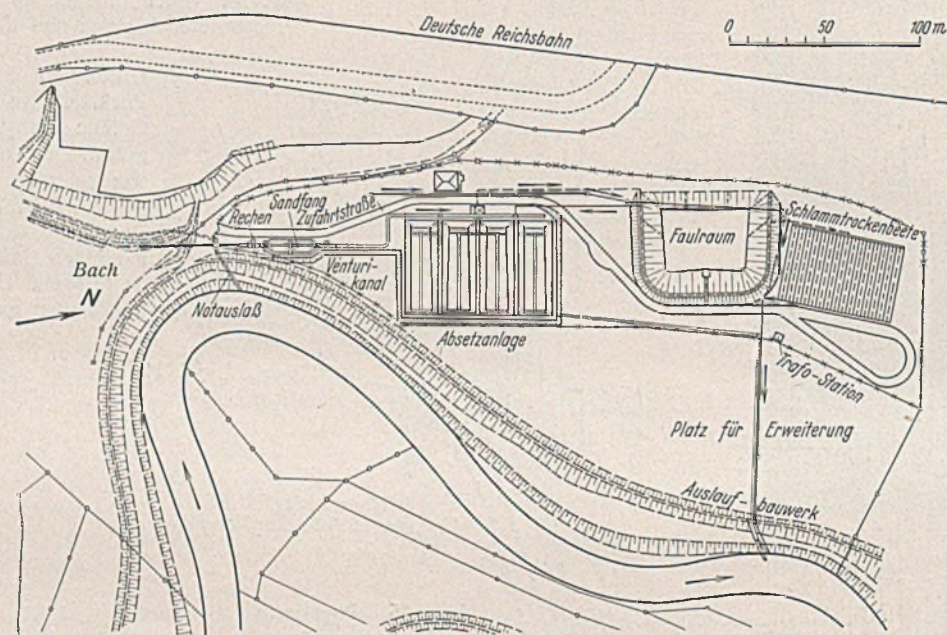 Deutsche Reichsbahn
0 50 100 m
Sandfang
Zufahrtstraße
Rechen
Schlammtrockenbeete
Faulraum
Bach
Venturi-
kanal
N
Notauslaß
Absetzanlage
Trafo-Station
Platz für Erweiterung
Auslauf-
bauwerk